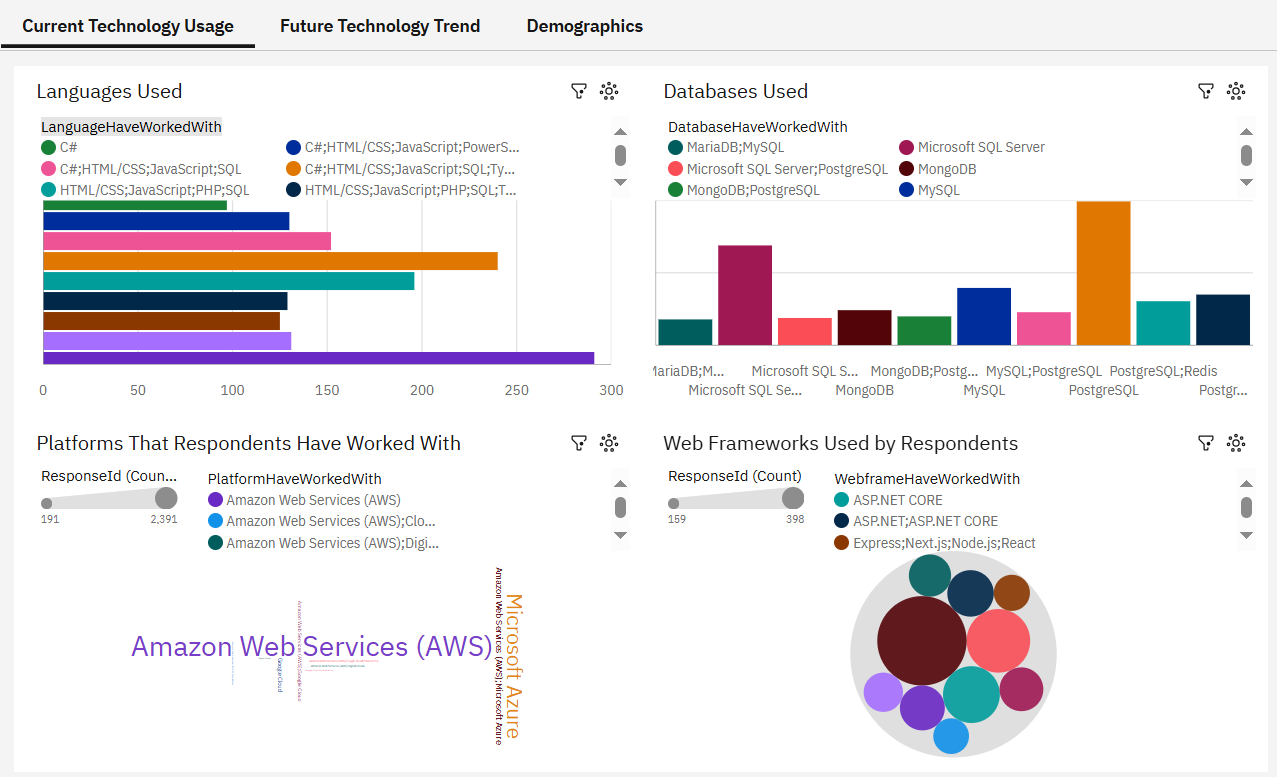 Current Technology Usage Future Technology Trend Demographics
Languages Used
LanguageHaveWorkedWith
C# C#;HTML/CSS;JavaScript;PowerS...
C#;HTML/CSS;JavaScript;SQL C#;HTML/CSS;JavaScript;SQL;Ty...
HTML/CSS;JavaScript;PHP;SQL HTML/CSS;JavaScript;PHP;SQL;T...
0 50 100 150 200 250 300
Databases Used
DatabaseHaveWorkedWith
MariaDB;MySQL Microsoft SQL Server
Microsoft SQL Server;PostgreSQL MongoDB
MongoDB;PostgreSQL MySQL
MariaDB;M... Microsoft SQL S... MongoDB;Postg... MySQL;PostgreSQL PostgreSQL;Redis
Microsoft SQL Se... MongoDB MySQL PostgreSQL Postgr...
Platforms That Respondents Have Worked With
ResponseId (Coun... PlatformHaveWorkedWith
Amazon Web Services (AWS)
Amazon Web Services (AWS);Clo...
191 2,391
Amazon Web Services (AWS);Digi...
Amazon Web Services (AWS)
Amazon Web Services (AWS);Google Cloud
Google Cloud
Amazon Web Services (AWS);Microsoft Azure
Microsoft Azure
Web Frameworks Used by Respondents
ResponseId (Count) WebframeHaveWorkedWith
ASP.NET CORE
159 398
ASP.NET;ASP.NET CORE
Express;Next.js;Node.js;React